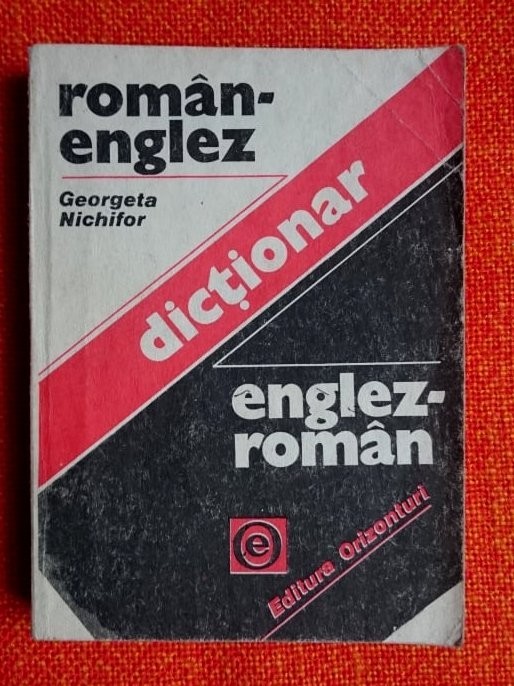 român-
englez
Georgeta
Nichifor
dicționar
englez-
român
e
Editura Orizonturi